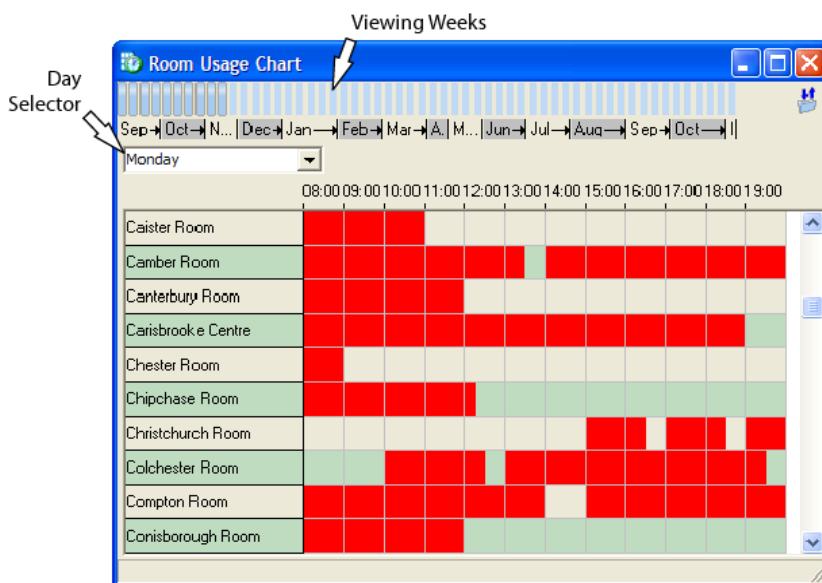 Viewing Weeks
Room Usage Chart
Day
Selector
Sep Oct N... Dec Jan Feb Mar A. M... Jun Jul Aug Sep Oct
Monday
08:00 09:00 10:00 11:00 12:00 13:00 14:00 15:00 16:00 17:00 18:00 19:00
Caister Room
Camber Room
Canterbury Room
Carisbrooke Centre
Chester Room
Chipchase Room
Christchurch Room
Colchester Room
Compton Room
Conisborough Room